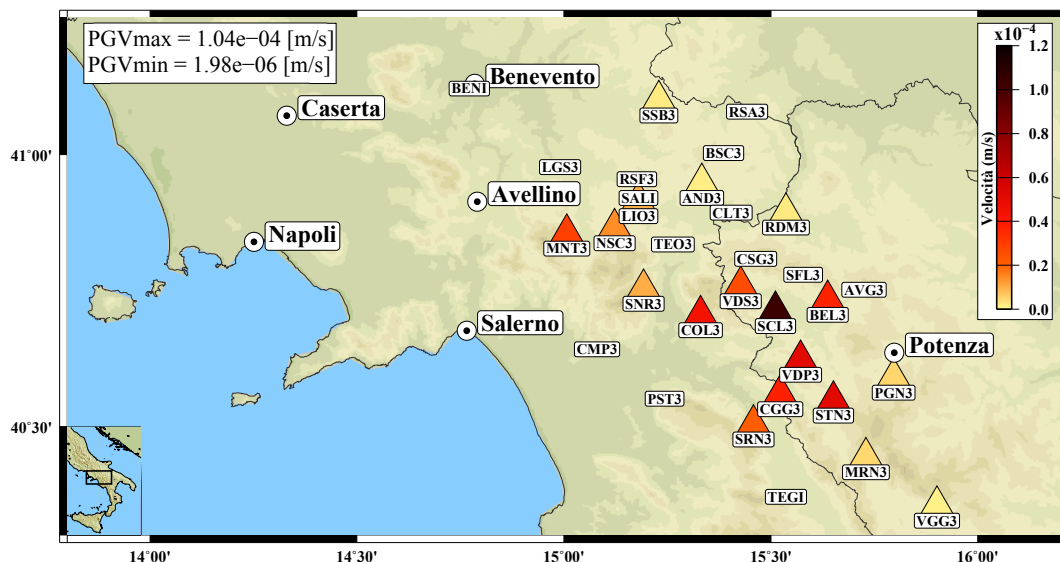 PGVmax = 1.04e−04 [m/s]
PGVmin = 1.98e−06 [m/s]
x10⁻⁴
1.2
1.0
0.8
0.6
0.4
0.2
0.0
Velocità (m/s)
Benevento
BENI
Caserta
SSB3
RSA3
BSC3
LGS3
RSF3
SALI
LIO3
AND3
CLT3
Avellino
RDM3
Napoli
MNT3
NSC3
TEO3
CSG3
SFL3
AVG3
SNR3
VDS3
BEL3
COL3
SCL3
Salerno
CMP3
Potenza
VDP3
PGN3
PST3
CGG3
STN3
SRN3
MRN3
TEGI
VGG3
41°00'
40°30'
14°00'
14°30'
15°00'
15°30'
16°00'